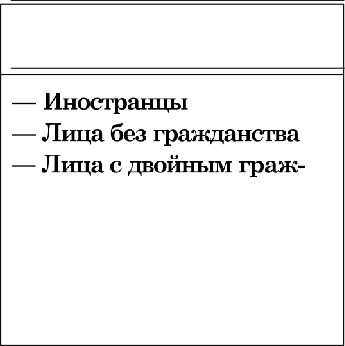 — Иностранцы
— Лица без гражданства
— Лица с двойным граж-